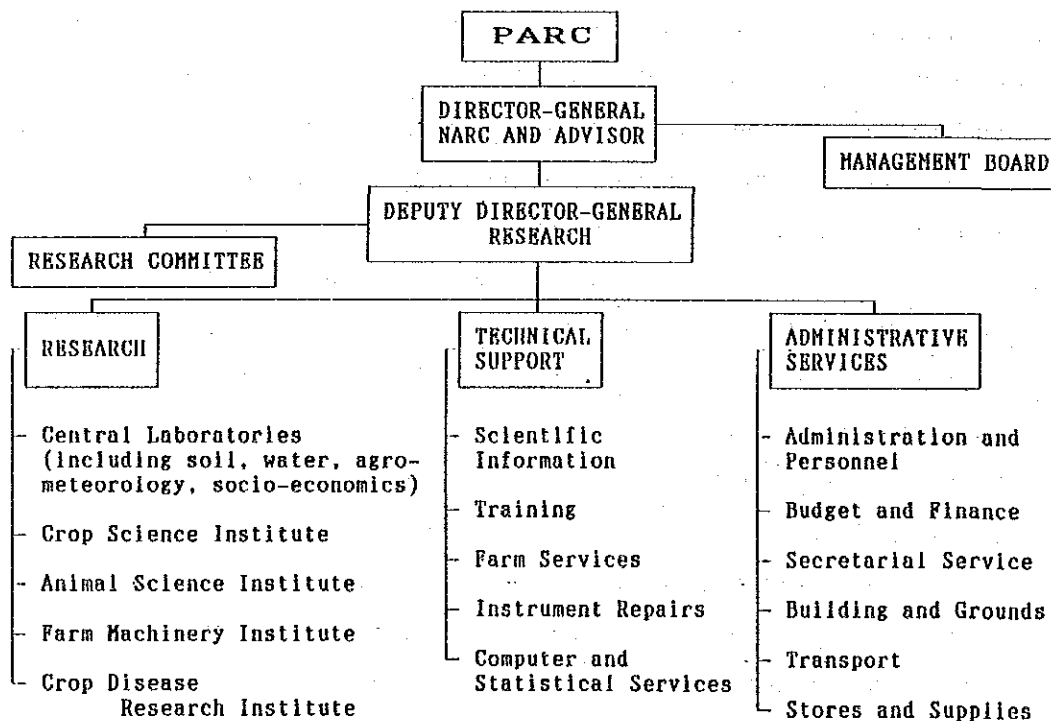 PARC
DIRECTOR-GENERAL
NARC AND ADVISOR
MANAGEMENT BOARD
DEPUTY DIRECTOR-GENERAL
RESEARCH
RESEARCH COMMITTEE
RESEARCH
TECHNICAL
SUPPORT
ADMINISTRATIVE
SERVICES
- Central Laboratories
(including soil, water, agro-
meteorology, socio-economics)
- Crop Science Institute
- Animal Science Institute
- Farm Machinery Institute
- Crop Disease
Research Institute
- Scientific
Information
- Training
- Farm Services
- Instrument Repairs
- Computer and
Statistical Services
- Administration and
Personnel
- Budget and Finance
- Secretarial Service
- Building and Grounds
- Transport
- Stores and Supplies